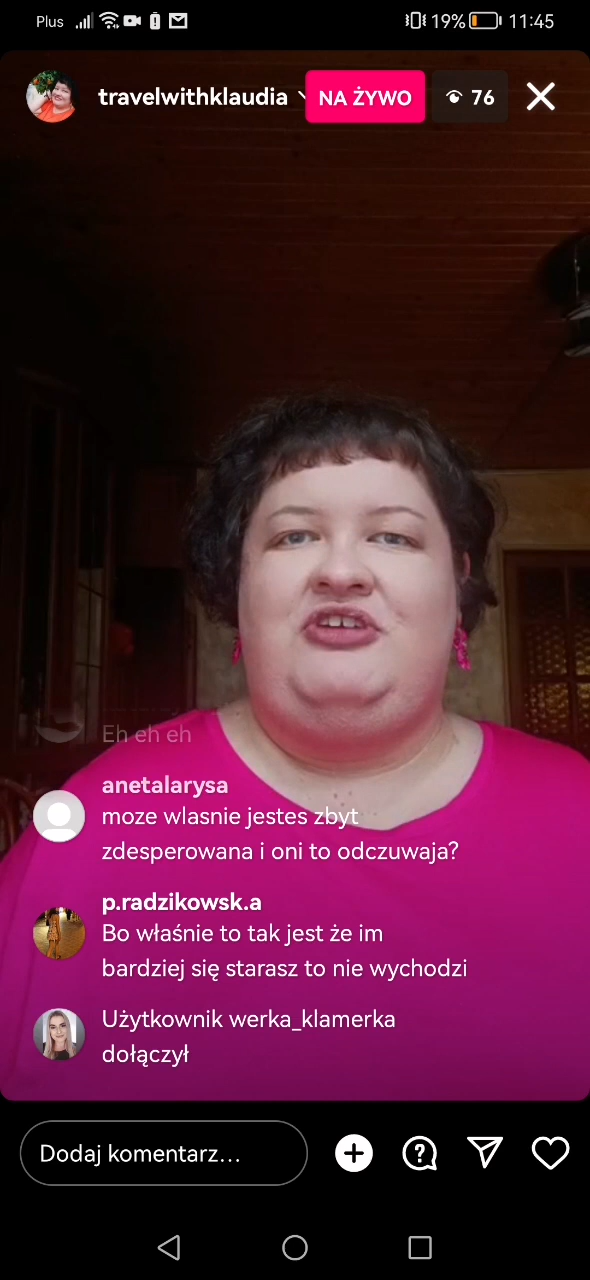 Plus 19% 11:45
travelwithklaudia NA ŻYWO 76
Eh eh eh
anetalarysa
moze wlasnie jestes zbyt
zdesperowana i oni to odczuwaja?
p.radzikowsk.a
Bo właśnie to tak jest że im
bardziej się starasz to nie wychodzi
Użytkownik werka_klamerka
dołączył
Dodaj komentarz...